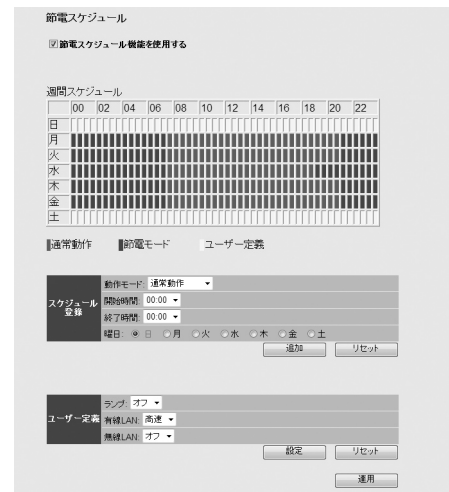 節電スケジュール
節電スケジュール機能を使用する
週間スケジュール
00 02 04 06 08 10 12 14 16 18 20 22
日
月
火
水
木
金
土
通常動作 節電モード ユーザー定義
スケジュール登録
動作モード: 通常動作
開始時間: 00:00
終了時間: 00:00
曜日: 日 月 火 水 木 金 土
追加 リセット
ユーザー定義
ランプ: オフ
有線LAN: 高速
無線LAN: オフ
設定 リセット
運用